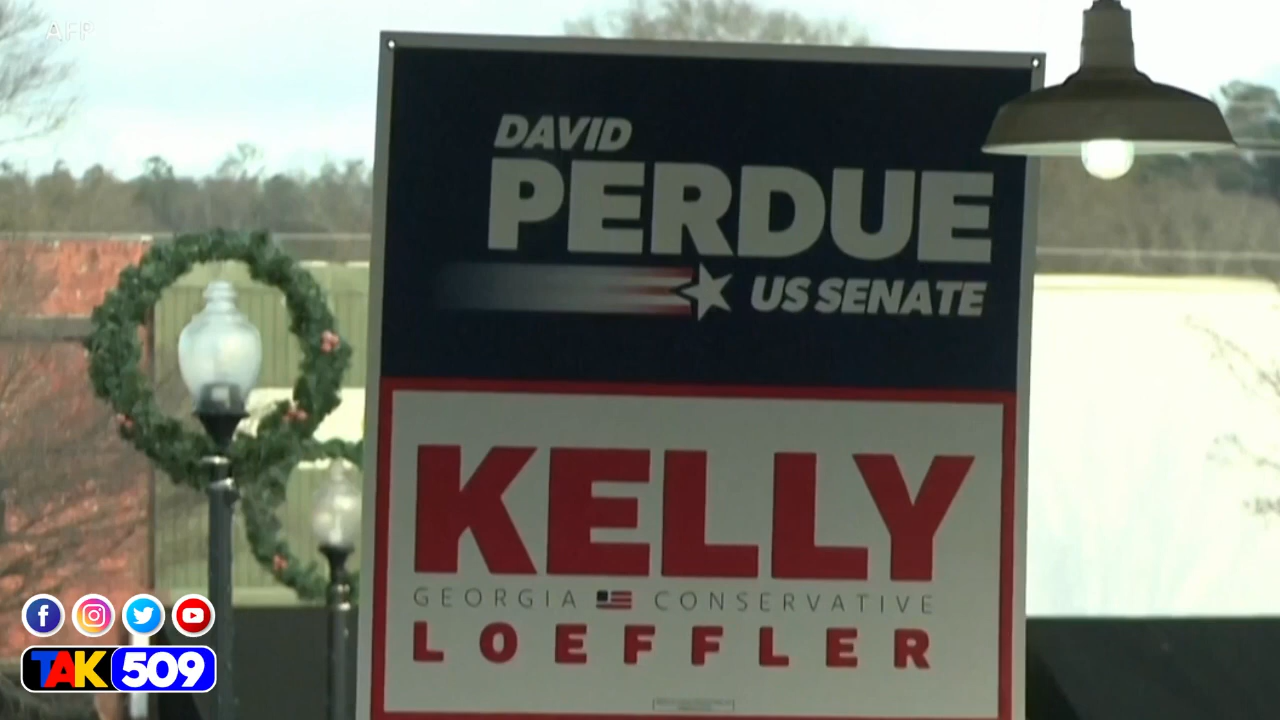 AFP
DAVID
PERDUE
US SENATE
KELLY
GEORGIA CONSERVATIVE
LOEFFLER
TAK 509